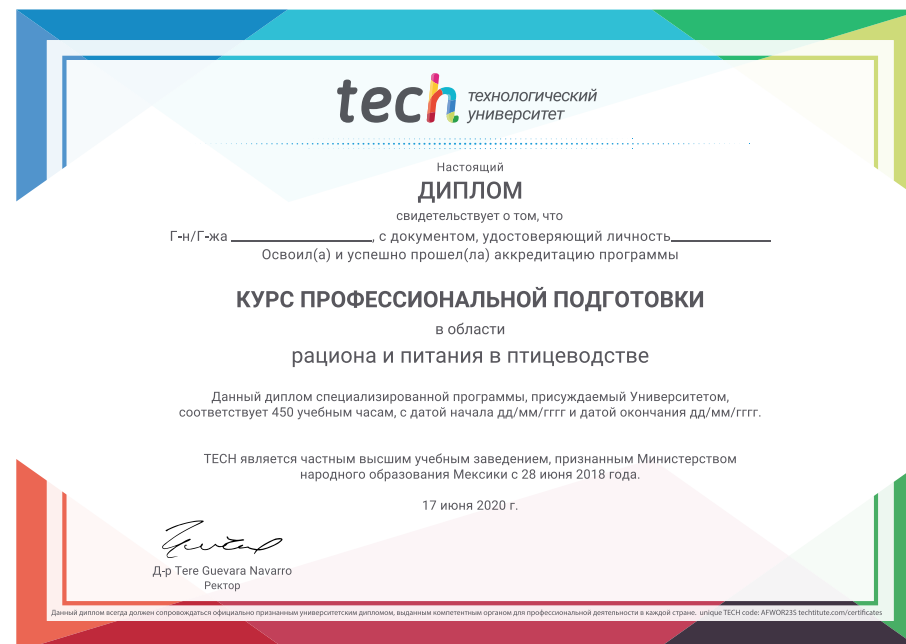 tech технологический
университет
Настоящий
ДИПЛОМ
свидетельствует о том, что
Г-н/Г-жа ____________________, с документом, удостоверяющий личность______________
Освоил(а) и успешно прошел(ла) аккредитацию программы
КУРС ПРОФЕССИОНАЛЬНОЙ ПОДГОТОВКИ
в области
рациона и питания в птицеводстве
Данный диплом специализированной программы, присуждаемый Университетом,
соответствует 450 учебным часам, с датой начала дд/мм/гггг и датой окончания дд/мм/гггг.
TECH является частным высшим учебным заведением, признанным Министерством
народного образования Мексики с 28 июня 2018 года.
17 июня 2020 г.
Д-р Tere Guevara Navarro
Ректор
Данный диплом всегда должен сопровождаться официально признанным университетским дипломом, выданным компетентным органом для профессиональной деятельности в каждой стране. unique TECH code: AFWOR235 techtitute.com/certificates